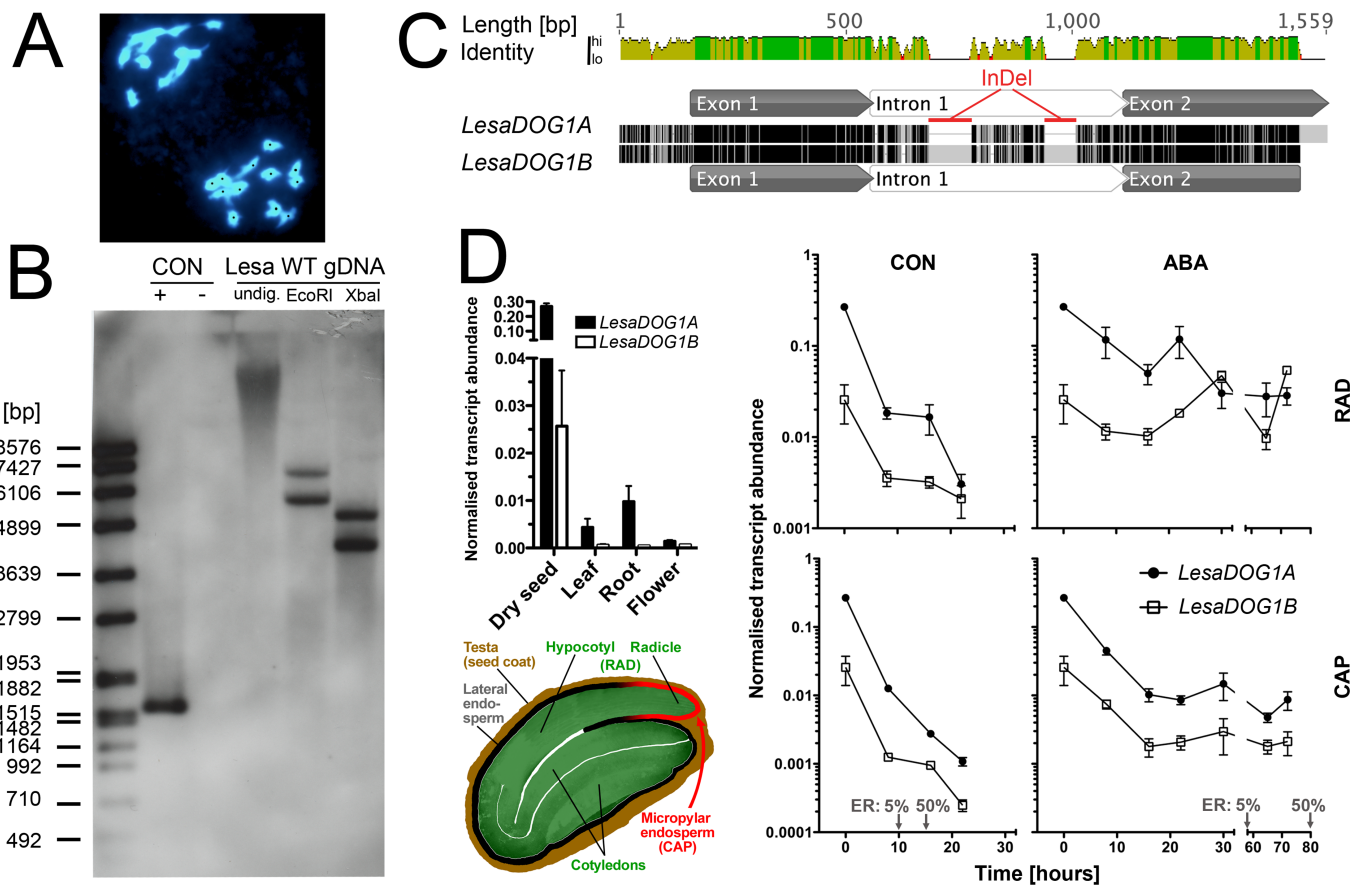 A
B
CON
Lesa WT gDNA
+
-
undig.
EcoRI
XbaI
[bp]
3576
7427
6106
4899
3639
2799
1953
1882
1515
1482
1164
992
710
492
C
Length [bp]
1
500
1,000
1,559
Identity
hi
lo
InDel
Exon 1
Intron 1
Exon 2
LesaDOG1A
LesaDOG1B
Exon 1
Intron 1
Exon 2
D
Normalised transcript abundance
0.30
0.20
0.10
0.04
0.03
0.02
0.01
0.00
LesaDOG1A
LesaDOG1B
Dry seed
Leaf
Root
Flower
Testa
(seed coat)
Hypocotyl
Radicle
(RAD)
Lateral
endo-
sperm
Micropylar
endosperm
(CAP)
Cotyledons
Normalised transcript abundance
CON
ABA
1
0.1
0.01
0.001
RAD
1
0.1
0.01
0.001
0.0001
LesaDOG1A
LesaDOG1B
CAP
ER: 5%
50%
ER: 5%
50%
0
10
20
30
0
10
20
30
60
70
80
Time [hours]